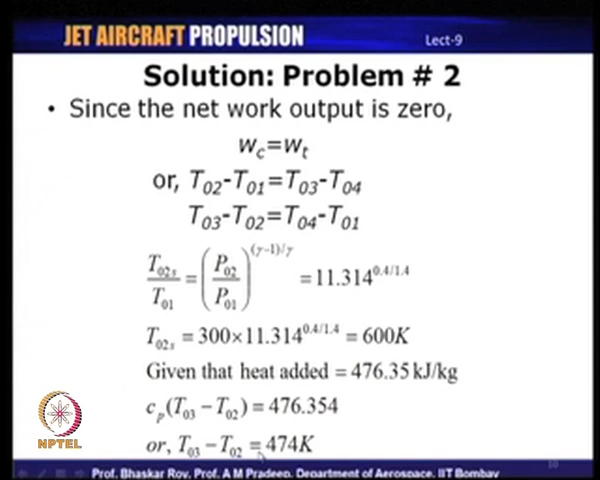 JET AIRCRAFT PROPULSION
Lect-9
Solution: Problem # 2
• Since the net work output is zero,
w_c=w_t
or, T_02-T_01=T_03-T_04
T_03-T_02=T_04-T_01
T_02s/T_01 = (P_02/P_01)^(γ-1)/γ = 11.314^0.4/1.4
T_02s = 300×11.314^0.4/1.4 = 600K
Given that heat added = 476.35 kJ/kg
c_p(T_03 − T_02) = 476.354
or, T_03 − T_02 = 474K
NPTEL
Prof. Bhaskar Roy, Prof. A M Pradeep, Department of Aerospace, IIT Bombay
10